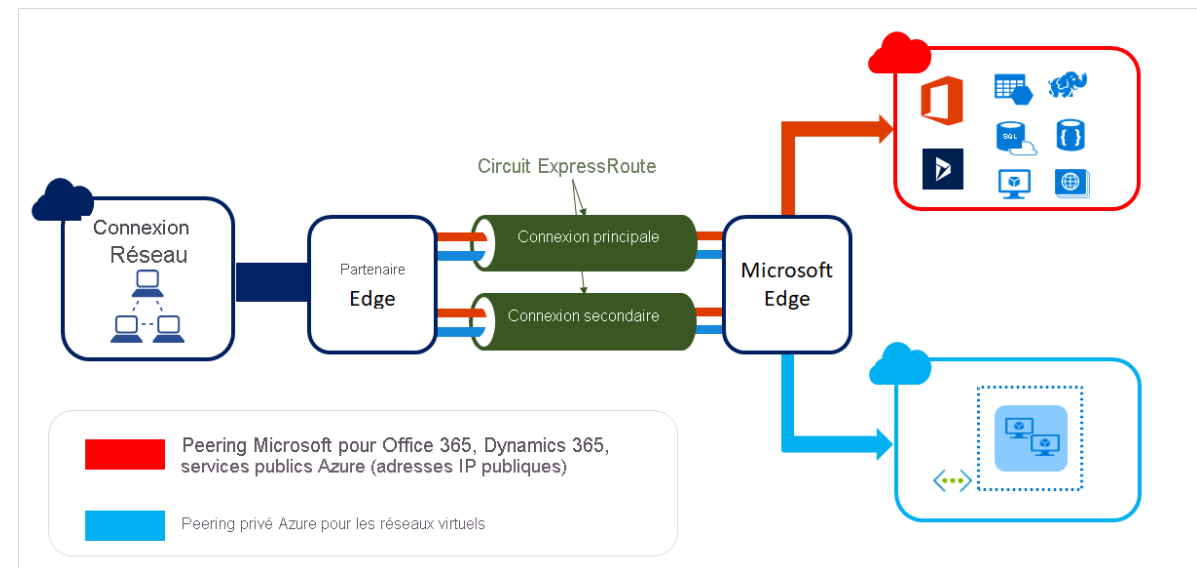 Circuit ExpressRoute
Connexion
Réseau
Partenaire
Edge
Connexion principale
Connexion secondaire
Microsoft
Edge
SQL
Peering Microsoft pour Office 365, Dynamics 365,
services publics Azure (adresses IP publiques)
Peering privé Azure pour les réseaux virtuels